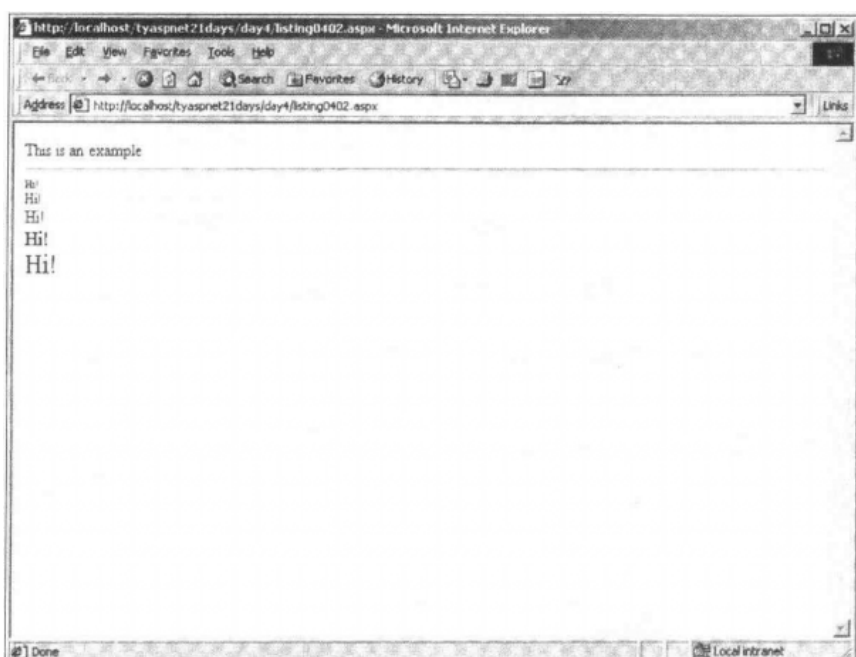 http://localhost/tyaspnet21days/day4/listing0402.aspx - Microsoft Internet Explorer
File Edit View Favorites Tools Help
Back Search Favorites History
Address http://localhost/tyaspnet21days/day4/listing0402.aspx Links
This is an example
Hi!
Hi!
Hi!
Hi!
Hi!
Done Local intranet